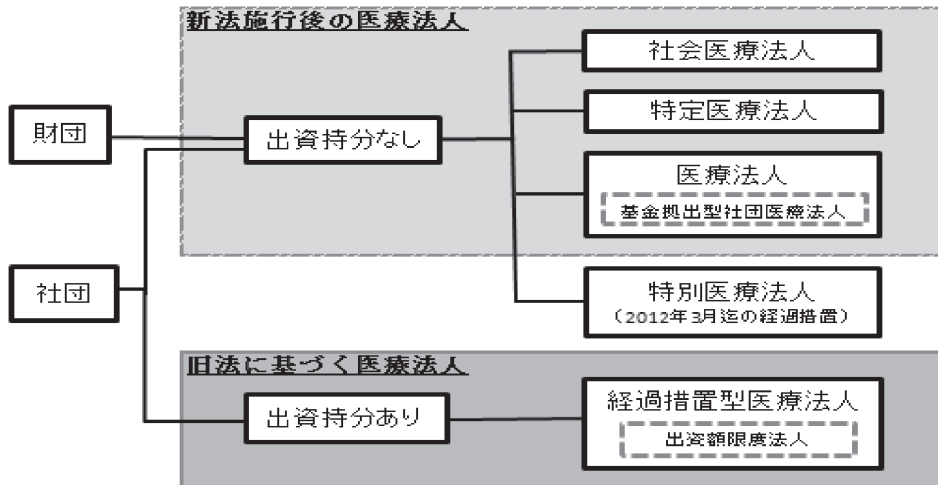 新法施行後の医療法人
社会医療法人
特定医療法人
財団
出資持分なし
医療法人
基金拠出型社団医療法人
社団
特別医療法人
（2012年3月迄の経過措置）
旧法に基づく医療法人
出資持分あり
経過措置型医療法人
出資額限度法人